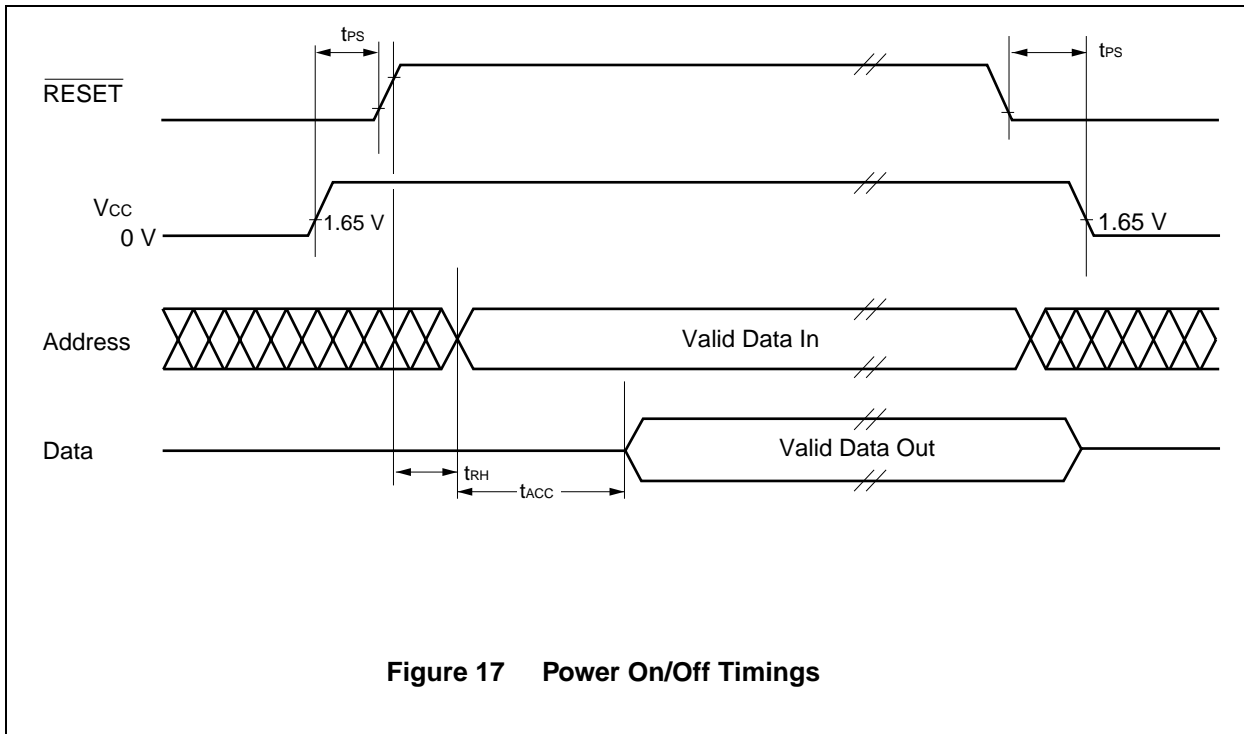 tPS
tPS
RESET
VCC
0 V
1.65 V
1.65 V
Address
Valid Data In
Data
Valid Data Out
tRH
tACC
Figure 17 Power On/Off Timings